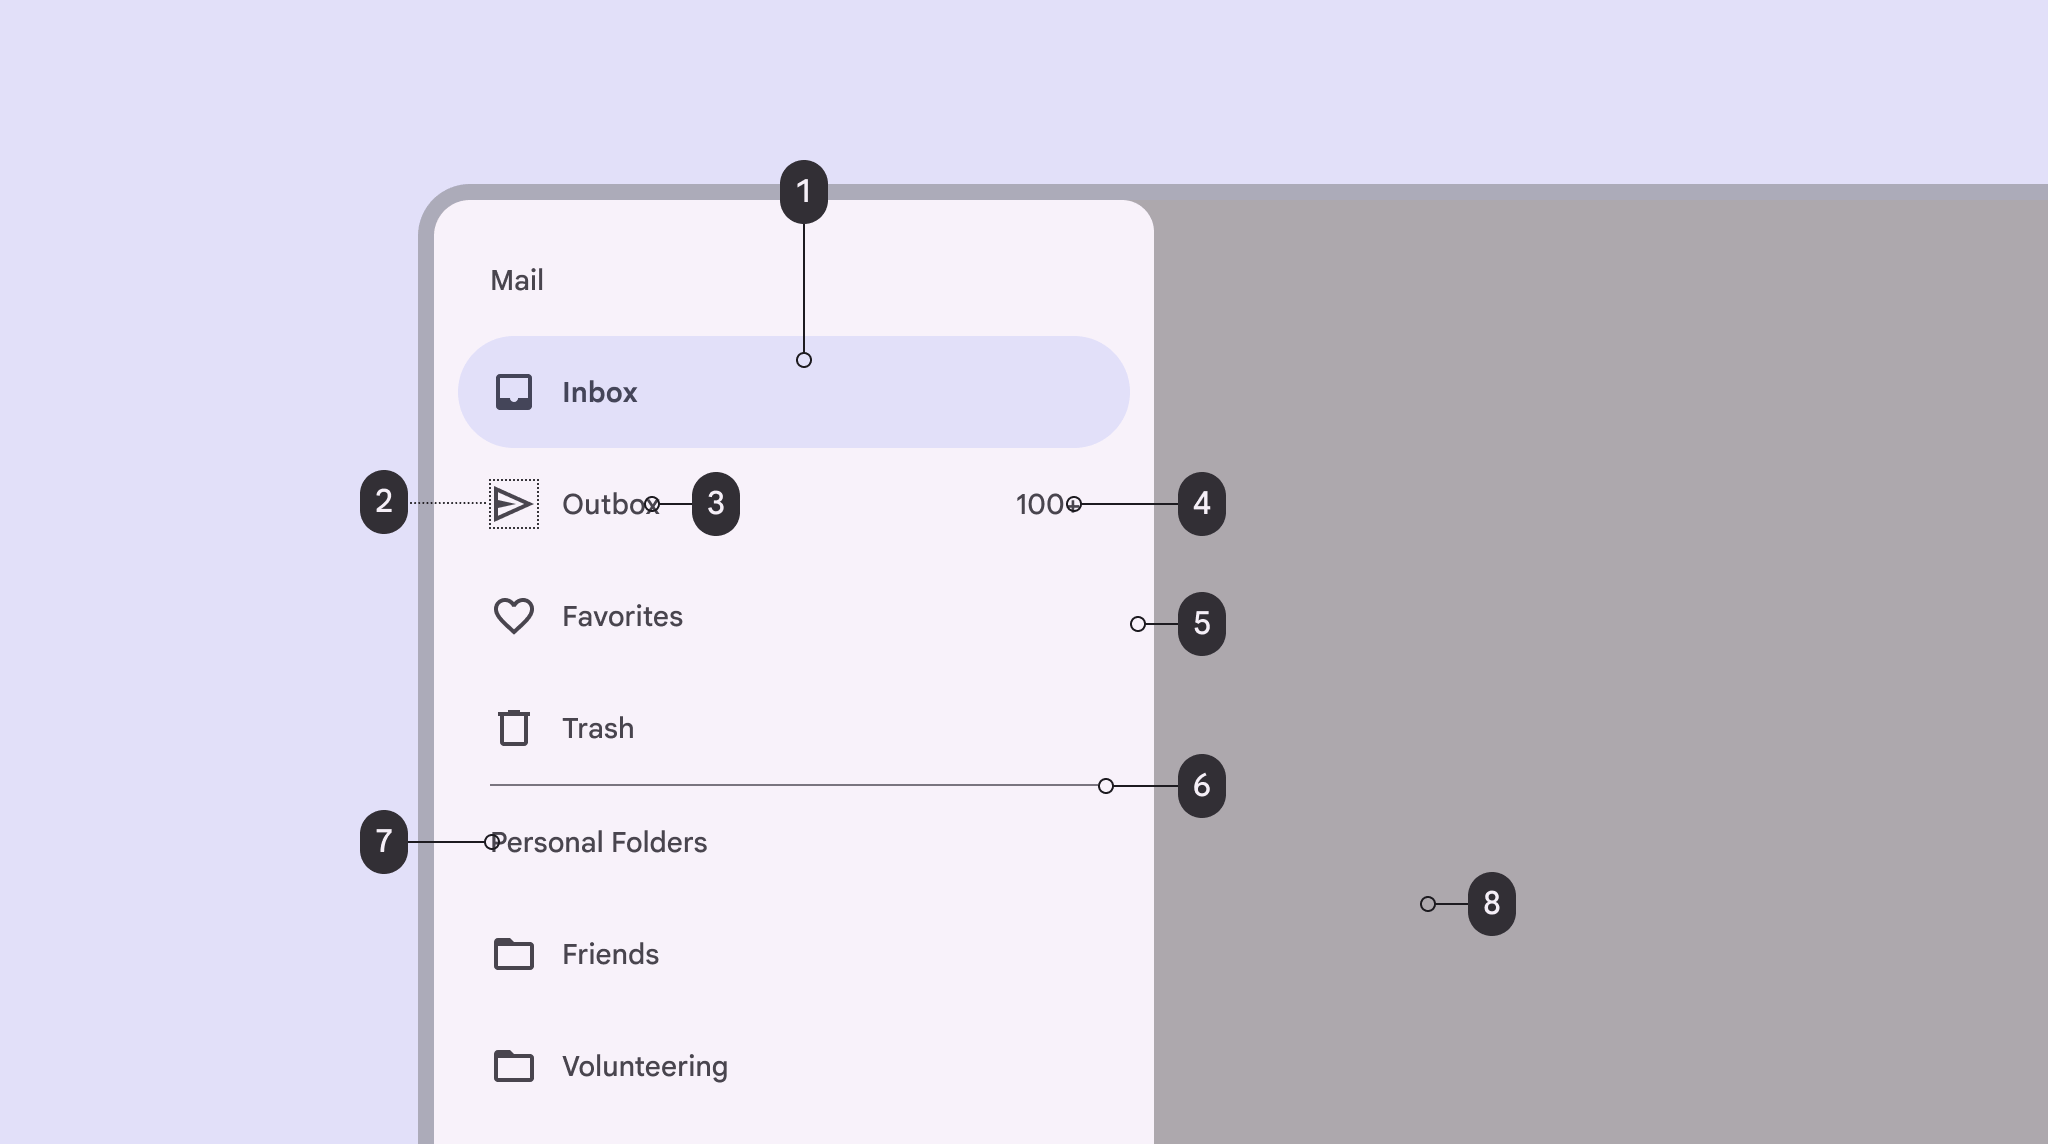 1
Mail
Inbox
2 Outbox 3 100+ 4
Favorites 5
Trash
6
7 Personal Folders
8
Friends
Volunteering